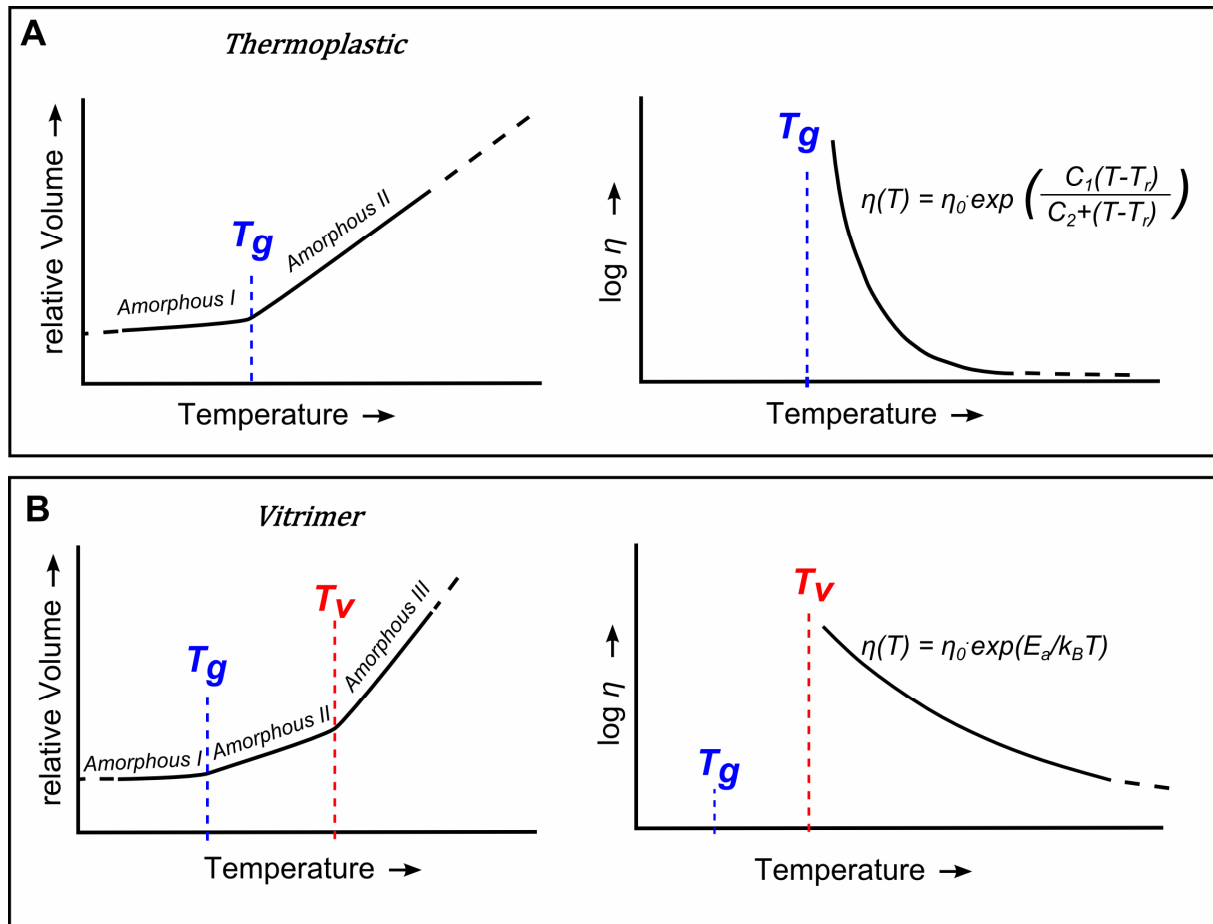 A
Thermoplastic
relative Volume →
Amorphous I
Tg
Amorphous II
Temperature →
log η →
Tg
η(T) = η₀·exp ( C₁(T-Tᵣ) / C₂+(T-Tᵣ) )
Temperature →
B
Vitrimer
relative Volume →
Amorphous I
Tg
Amorphous II
Tv
Amorphous III
Temperature →
log η →
Tg
Tv
η(T) = η₀·exp(Eₐ/k_BT)
Temperature →